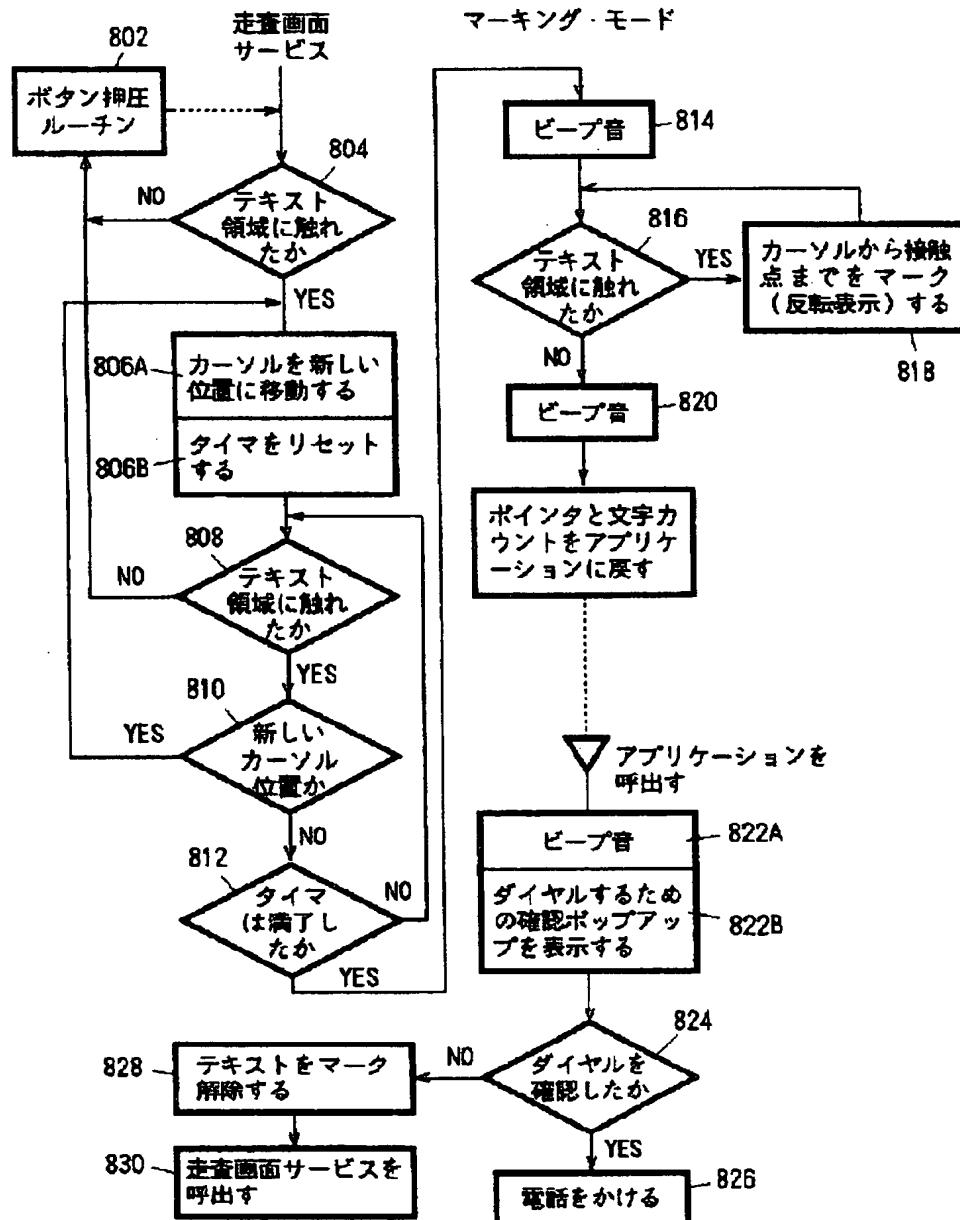 走査画面
サービス
マーキング・モード
802
ボタン押圧
ルーチン
804
テキスト
領域に触れ
たか
NO
YES
806A
カーソルを新しい
位置に移動する
806B
タイマをリセット
する
808
テキスト
領域に触れ
たか
NO
YES
810
新しい
カーソル
位置か
YES
NO
812
タイマ
は満了し
たか
NO
YES
ビープ音
814
816
テキスト
領域に触れ
たか
YES
NO
カーソルから接触
点までをマーク
(反転表示)する
818
ビープ音
820
ポインタと文字カ
ウントをアプリケ
ーションに戻す
アプリケーションを
呼出す
ビープ音
822A
ダイヤルするため
の確認ポップアッ
プを表示する
822B
824
ダイヤルを
確認したか
NO
YES
828
テキストをマーク
解除する
830
走査画面サービスを
呼出す
電話をかける
826